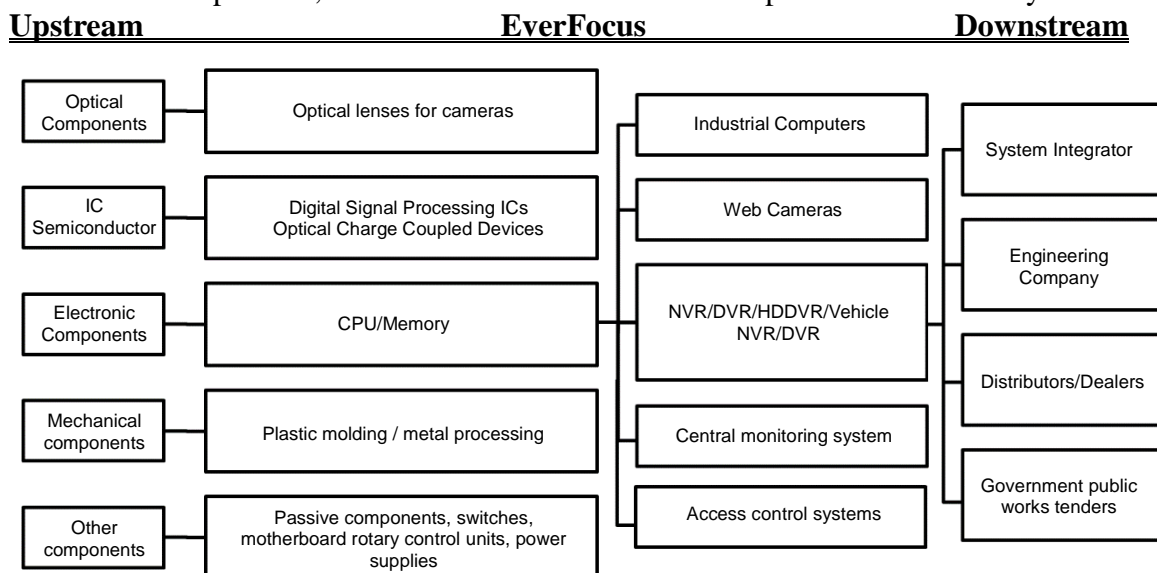 Upstream EverFocus Downstream
Optical
Components
Optical lenses for cameras
IC
Semiconductor
Digital Signal Processing ICs
Optical Charge Coupled Devices
Electronic
Components
CPU/Memory
Mechanical
components
Plastic molding / metal processing
Other
components
Passive components, switches,
motherboard rotary control units, power
supplies
Industrial Computers
Web Cameras
NVR/DVR/HDDVR/Vehicle
NVR/DVR
Central monitoring system
Access control systems
System Integrator
Engineering
Company
Distributors/Dealers
Government public
works tenders